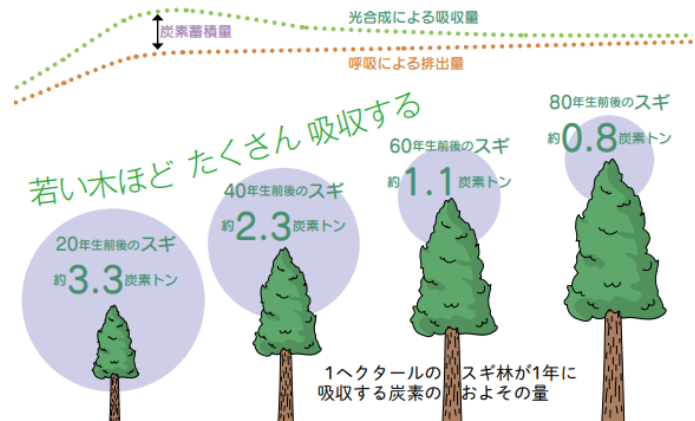 光合成による吸収量
炭素蓄積量
呼吸による排出量
若い木ほど たくさん 吸収する
20年生前後のスギ
約3.3炭素トン
40年生前後のスギ
約2.3炭素トン
60年生前後のスギ
約1.1炭素トン
80年生前後のスギ
約0.8炭素トン
1ヘクタールの スギ林が1年に
吸収する炭素の おおよその量